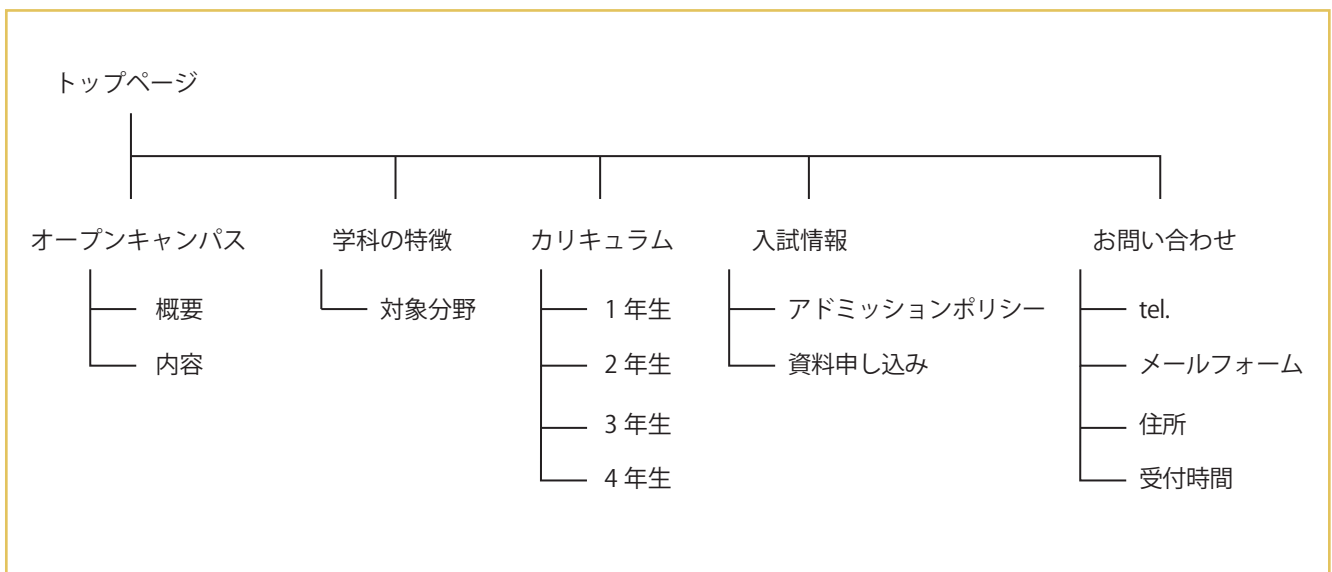 トップページ
オープンキャンパス
概要
内容
学科の特徴
対象分野
カリキュラム
1 年生
2 年生
3 年生
4 年生
入試情報
アドミッションポリシー
資料申し込み
お問い合わせ
tel.
メールフォーム
住所
受付時間